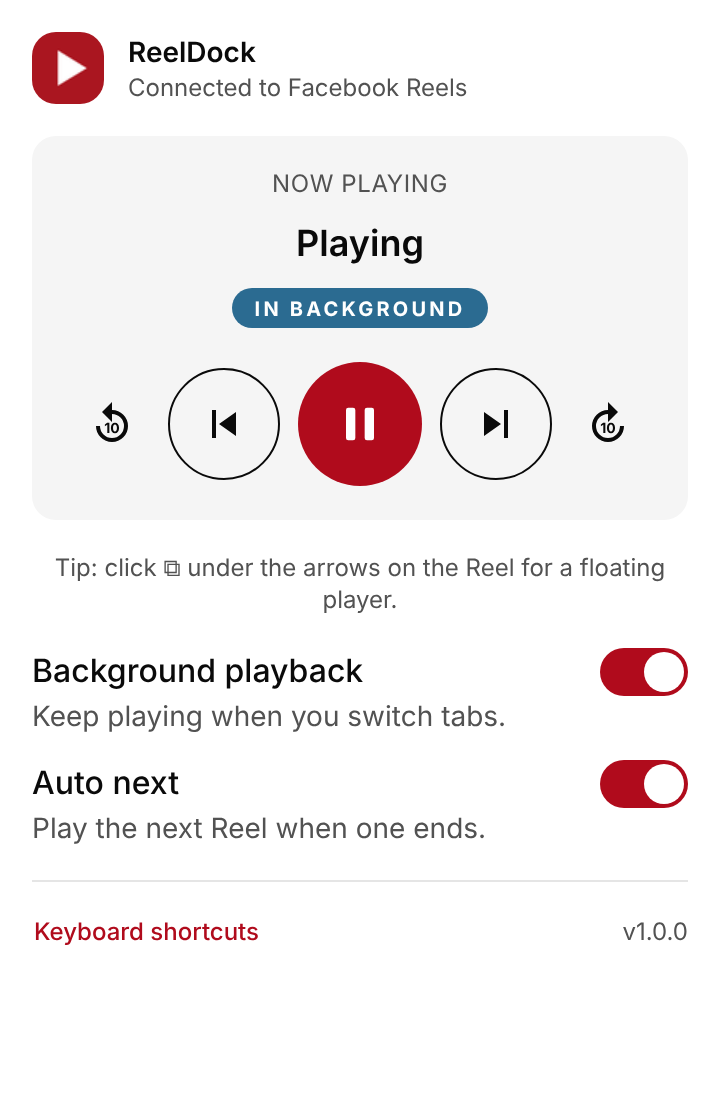 ReelDock
Connected to Facebook Reels
NOW PLAYING
Playing
IN BACKGROUND
10
10
Tip: click ⧉ under the arrows on the Reel for a floating
player.
Background playback
Keep playing when you switch tabs.
Auto next
Play the next Reel when one ends.
Keyboard shortcuts
v1.0.0